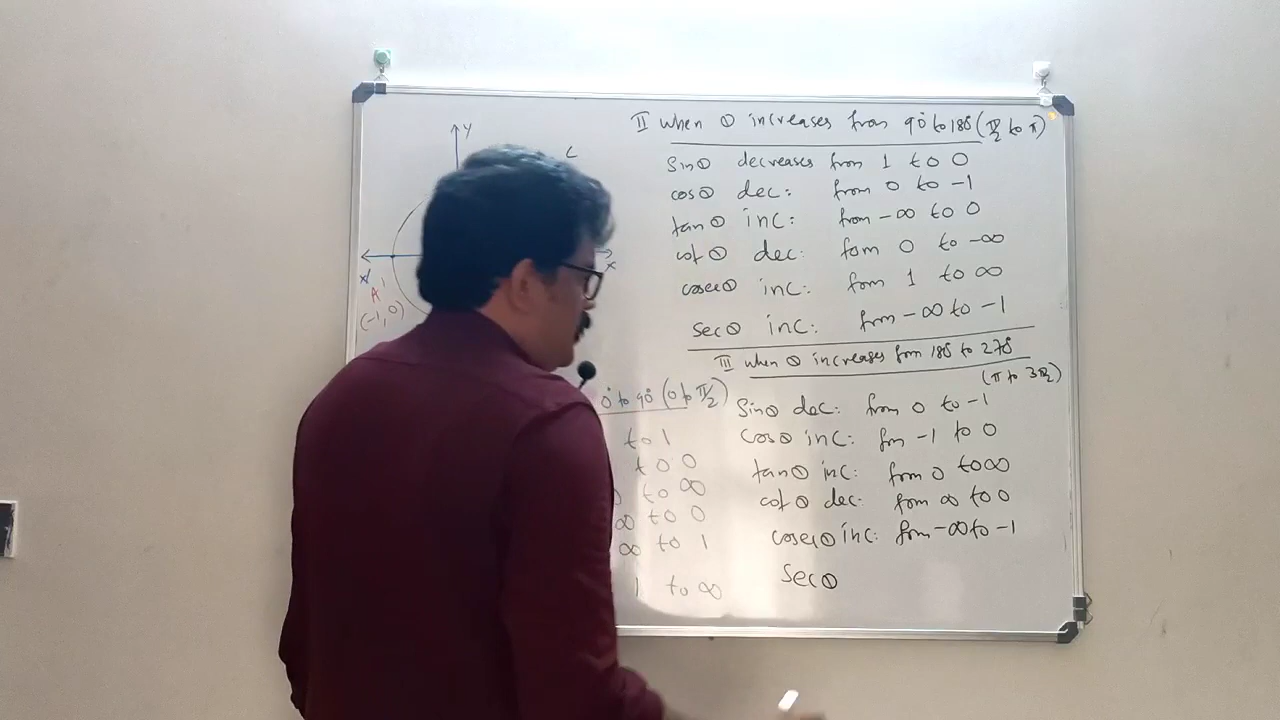 Y
C
X' X
A'
(-1, 0)
0° to 90° (0 to π/2)
to 1
to 0
to ∞
∞ to 0
∞ to 1
1 to ∞
II when θ increases from 90° to 180° (π/2 to π)
sinθ decreases from 1 to 0
cosθ dec: from 0 to -1
tanθ inc: from -∞ to 0
cotθ dec: from 0 to -∞
cosecθ inc: from 1 to ∞
secθ inc: from -∞ to -1
III when θ increases from 180° to 270°
(π to 3π/2)
Sinθ dec: from 0 to -1
Cosθ inc: from -1 to 0
tanθ inc: from 0 to ∞
cotθ dec: from ∞ to 0
cosecθ inc: from -∞ to -1
Secθ